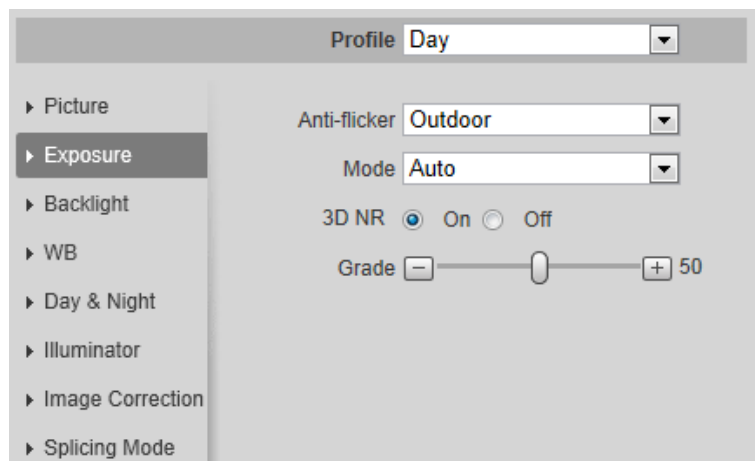 Profile Day
Picture
Exposure
Backlight
WB
Day & Night
Illuminator
Image Correction
Splicing Mode
Anti-flicker Outdoor
Mode Auto
3D NR On Off
Grade 50